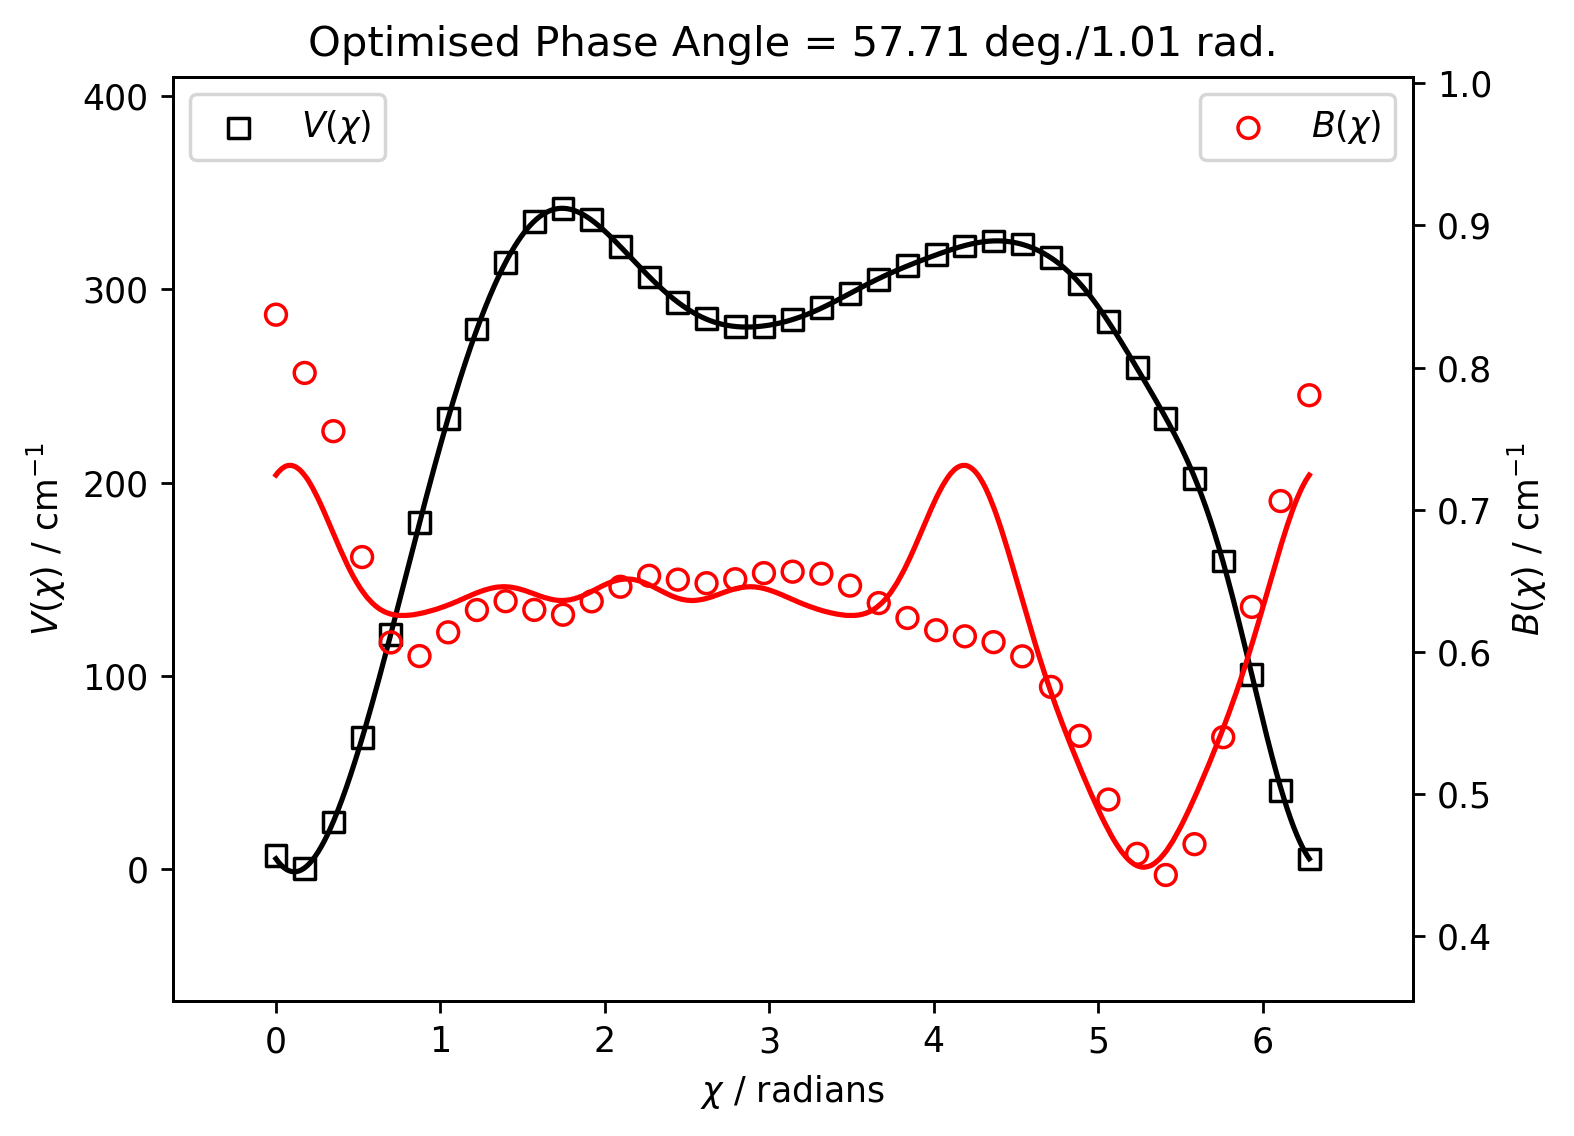 Optimised Phase Angle = 57.71 deg./1.01 rad.
V(χ)
B(χ)
400
300
200
100
0
V(χ) / cm⁻¹
1.0
0.9
0.8
0.7
0.6
0.5
0.4
B(χ) / cm⁻¹
0 1 2 3 4 5 6
χ / radians